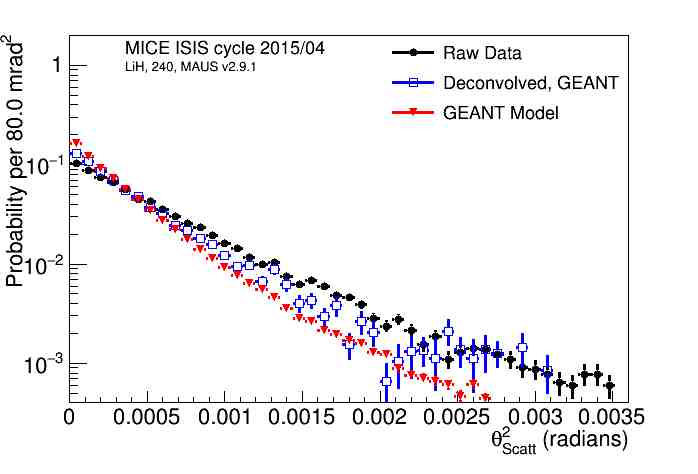 MICE ISIS cycle 2015/04
LiH, 240, MAUS v2.9.1
Raw Data
Deconvolved, GEANT
GEANT Model
Probability per 80.0 mrad²
1
10⁻¹
10⁻²
10⁻³
0 0.0005 0.001 0.0015 0.002 0.0025 0.003 0.0035
θ²Scatt (radians)